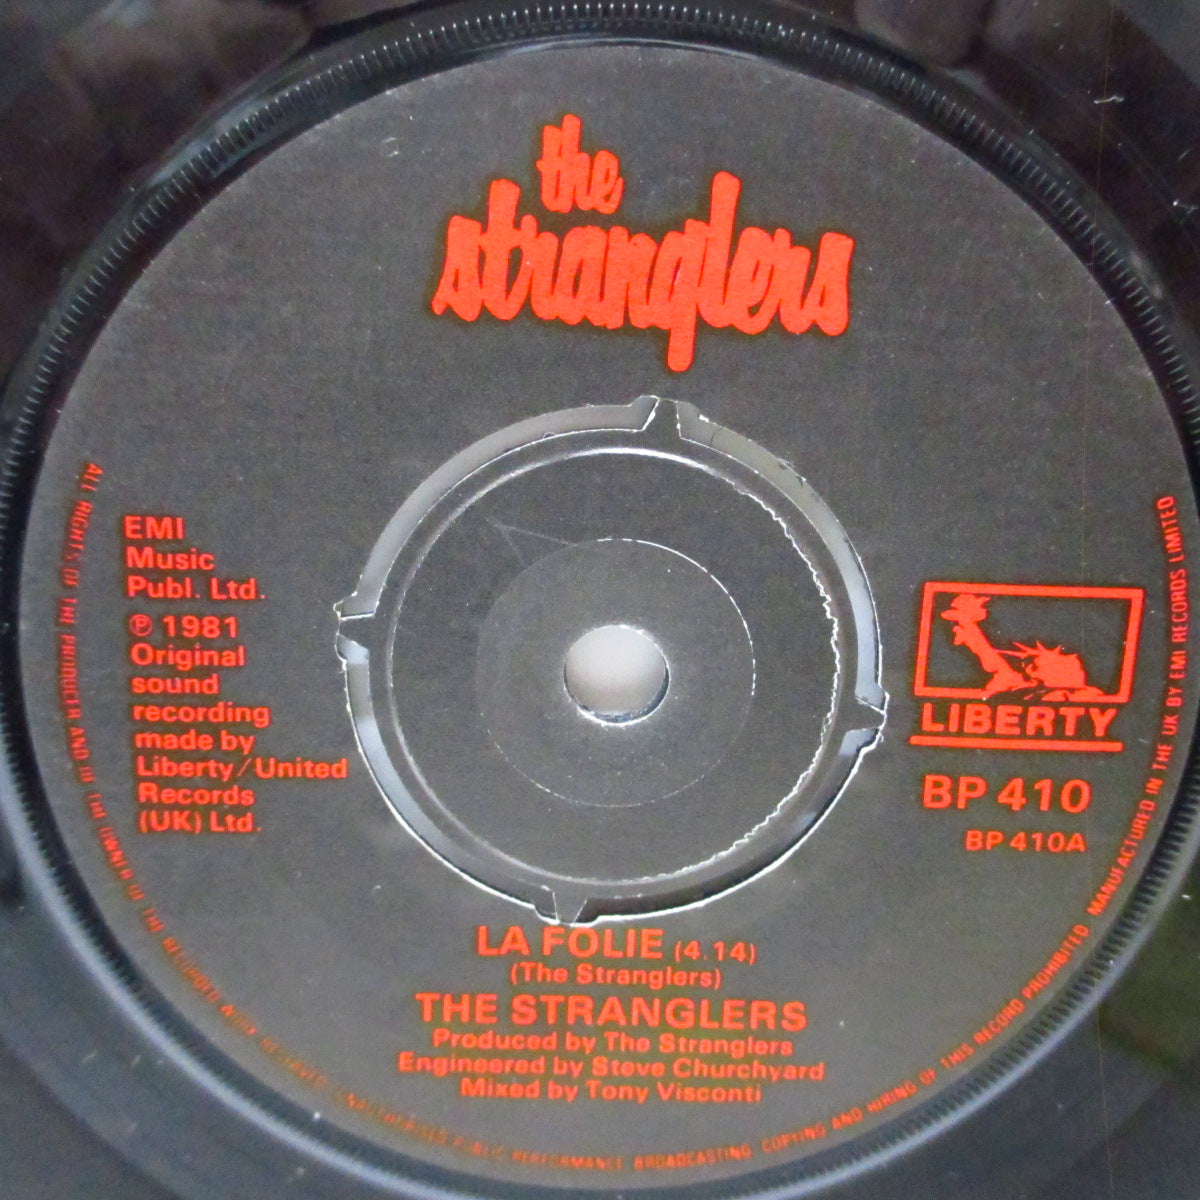 the
stranglers
EMI
Music
Publ. Ltd.
℗ 1981
Original
sound
recording
made by
Liberty/United
Records
(UK) Ltd.
LIBERTY
BP 410
BP 410A
LA FOLIE (4.14)
(The Stranglers)
THE STRANGLERS
Produced by The Stranglers
Engineered by Steve Churchyard
Mixed by Tony Visconti
ALL RIGHTS OF THE PRODUCER AND OF THE OWNER OF THE RECORDED WORK RESERVED. UNAUTHORISED PUBLIC PERFORMANCE BROADCASTING COPYING AND HIRING OF THIS RECORD PROHIBITED. MANUFACTURED IN THE UK BY EMI RECORDS LIMITED